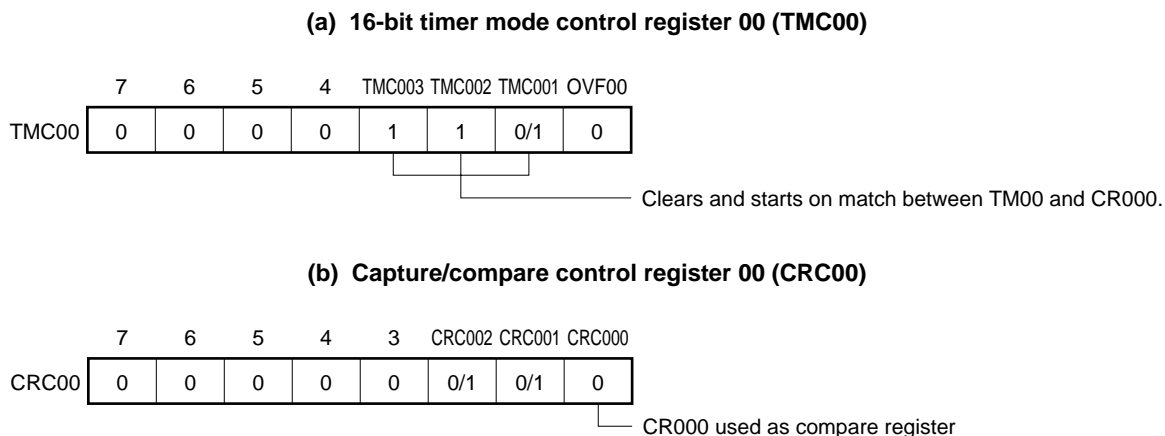 (a) 16-bit timer mode control register 00 (TMC00)
7 6 5 4 TMC003 TMC002 TMC001 OVF00
TMC00 0 0 0 0 1 1 0/1 0
Clears and starts on match between TM00 and CR000.
(b) Capture/compare control register 00 (CRC00)
7 6 5 4 3 CRC002 CRC001 CRC000
CRC00 0 0 0 0 0 0/1 0/1 0
CR000 used as compare register